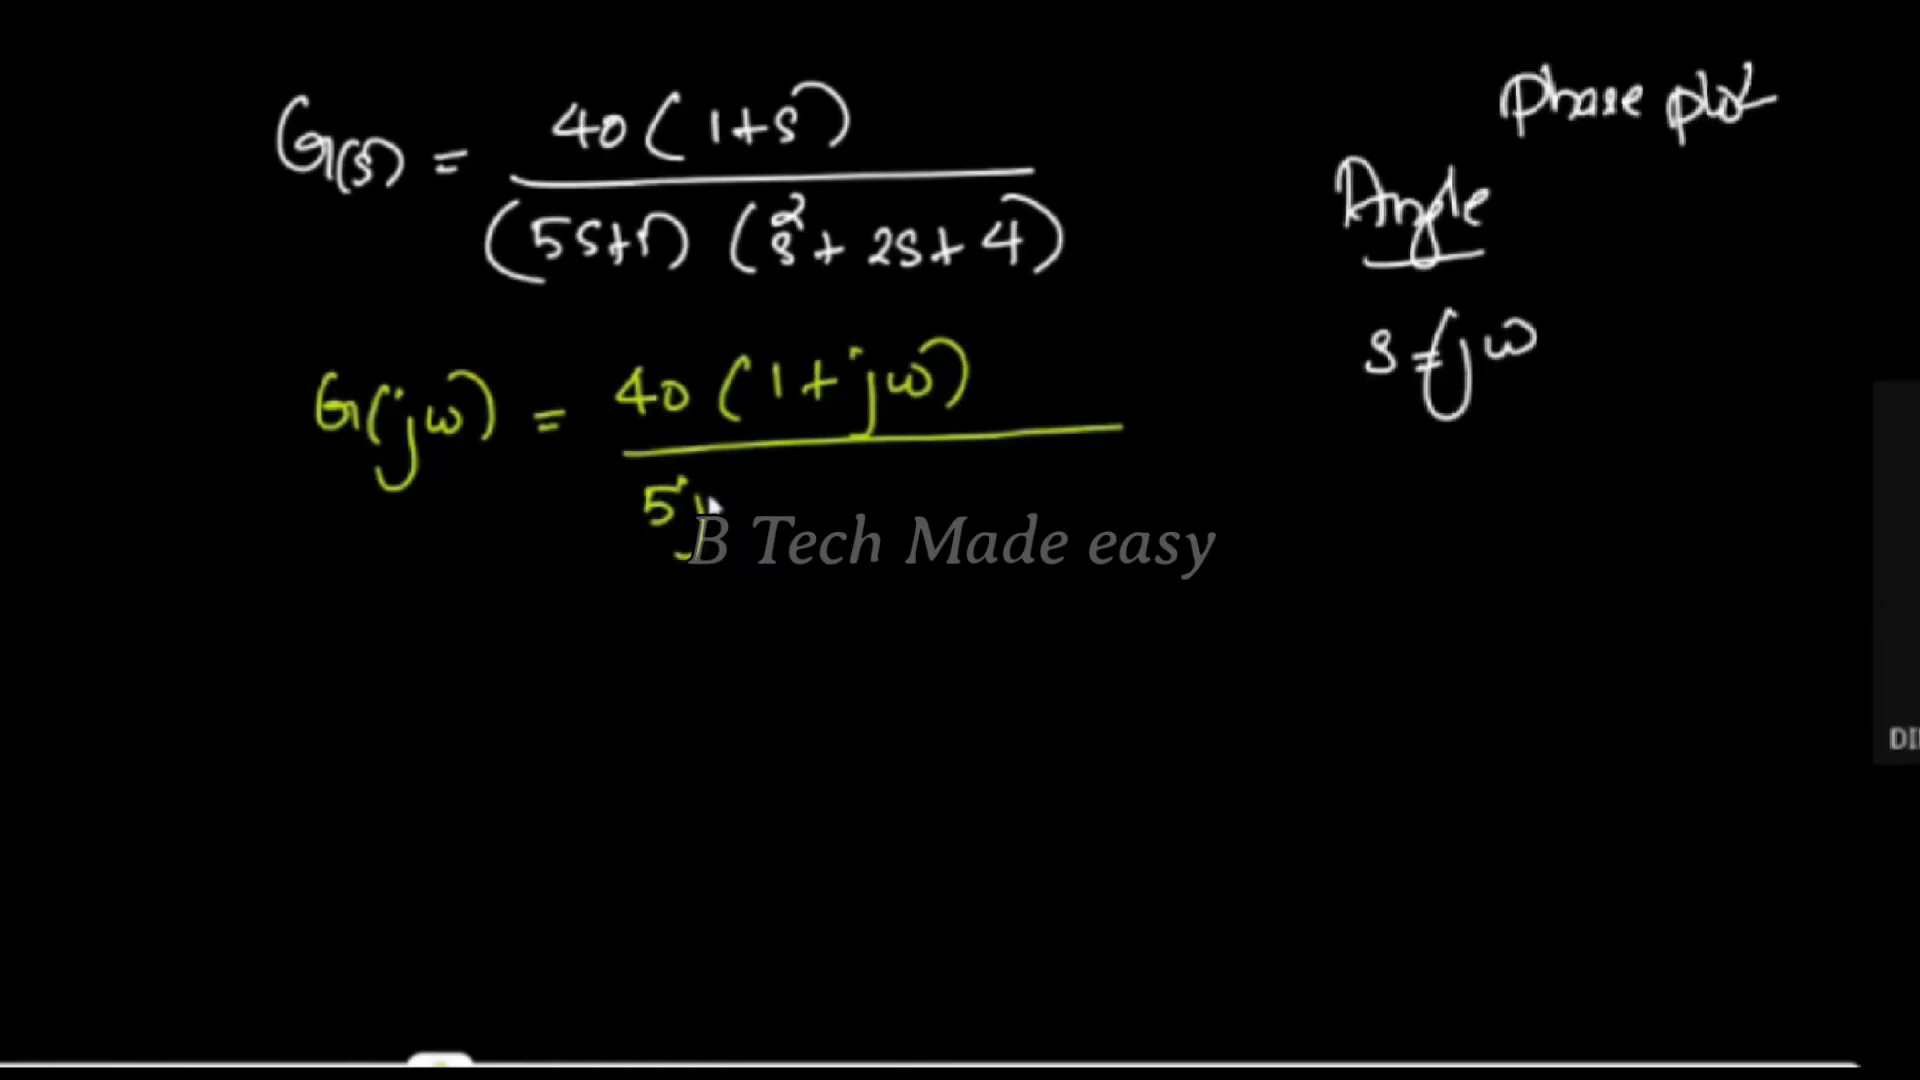 Phase plot
G(s) = 40(1+s) / (5s+1)(s²+2s+4)
Angle
s=jω
G(jω) = 40(1+jω) / 5j
B Tech Made easy
DI